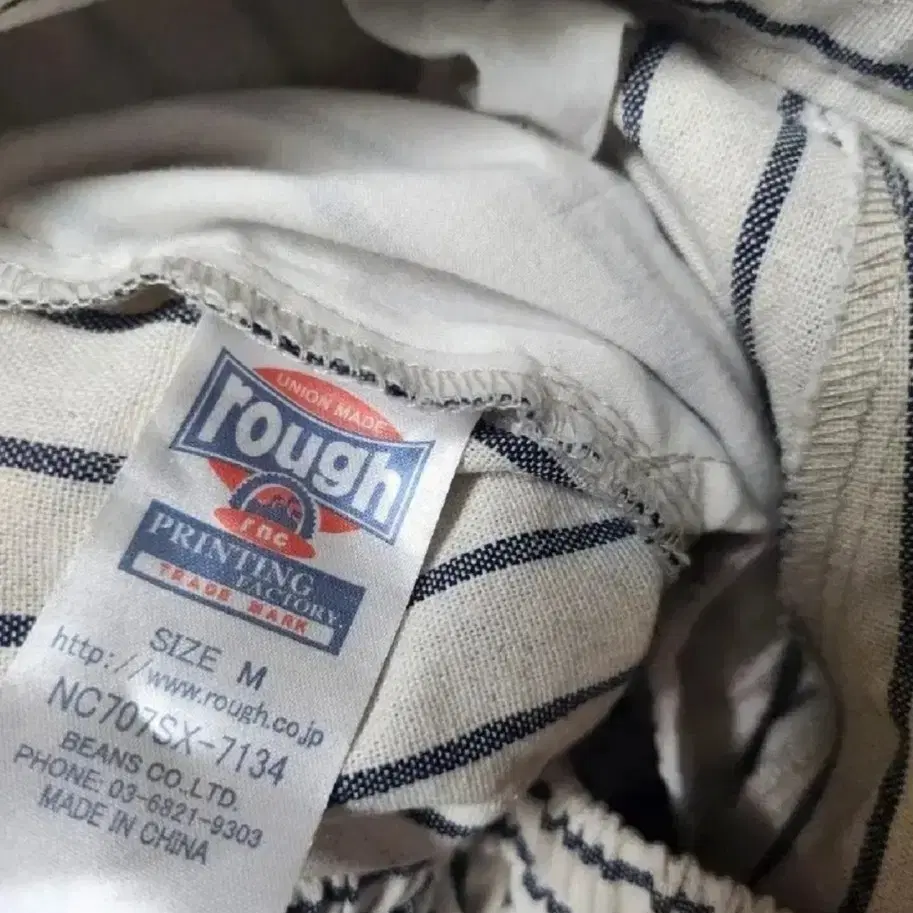 UNION MADE
rough
rnc
PRINTING
FACTORY.
TRADE MARK
SIZE M
http://www.rough.co.jp
NC707SX-7134
BEANS CO.LTD.
PHONE: 03-6821-9303
MADE IN CHINA